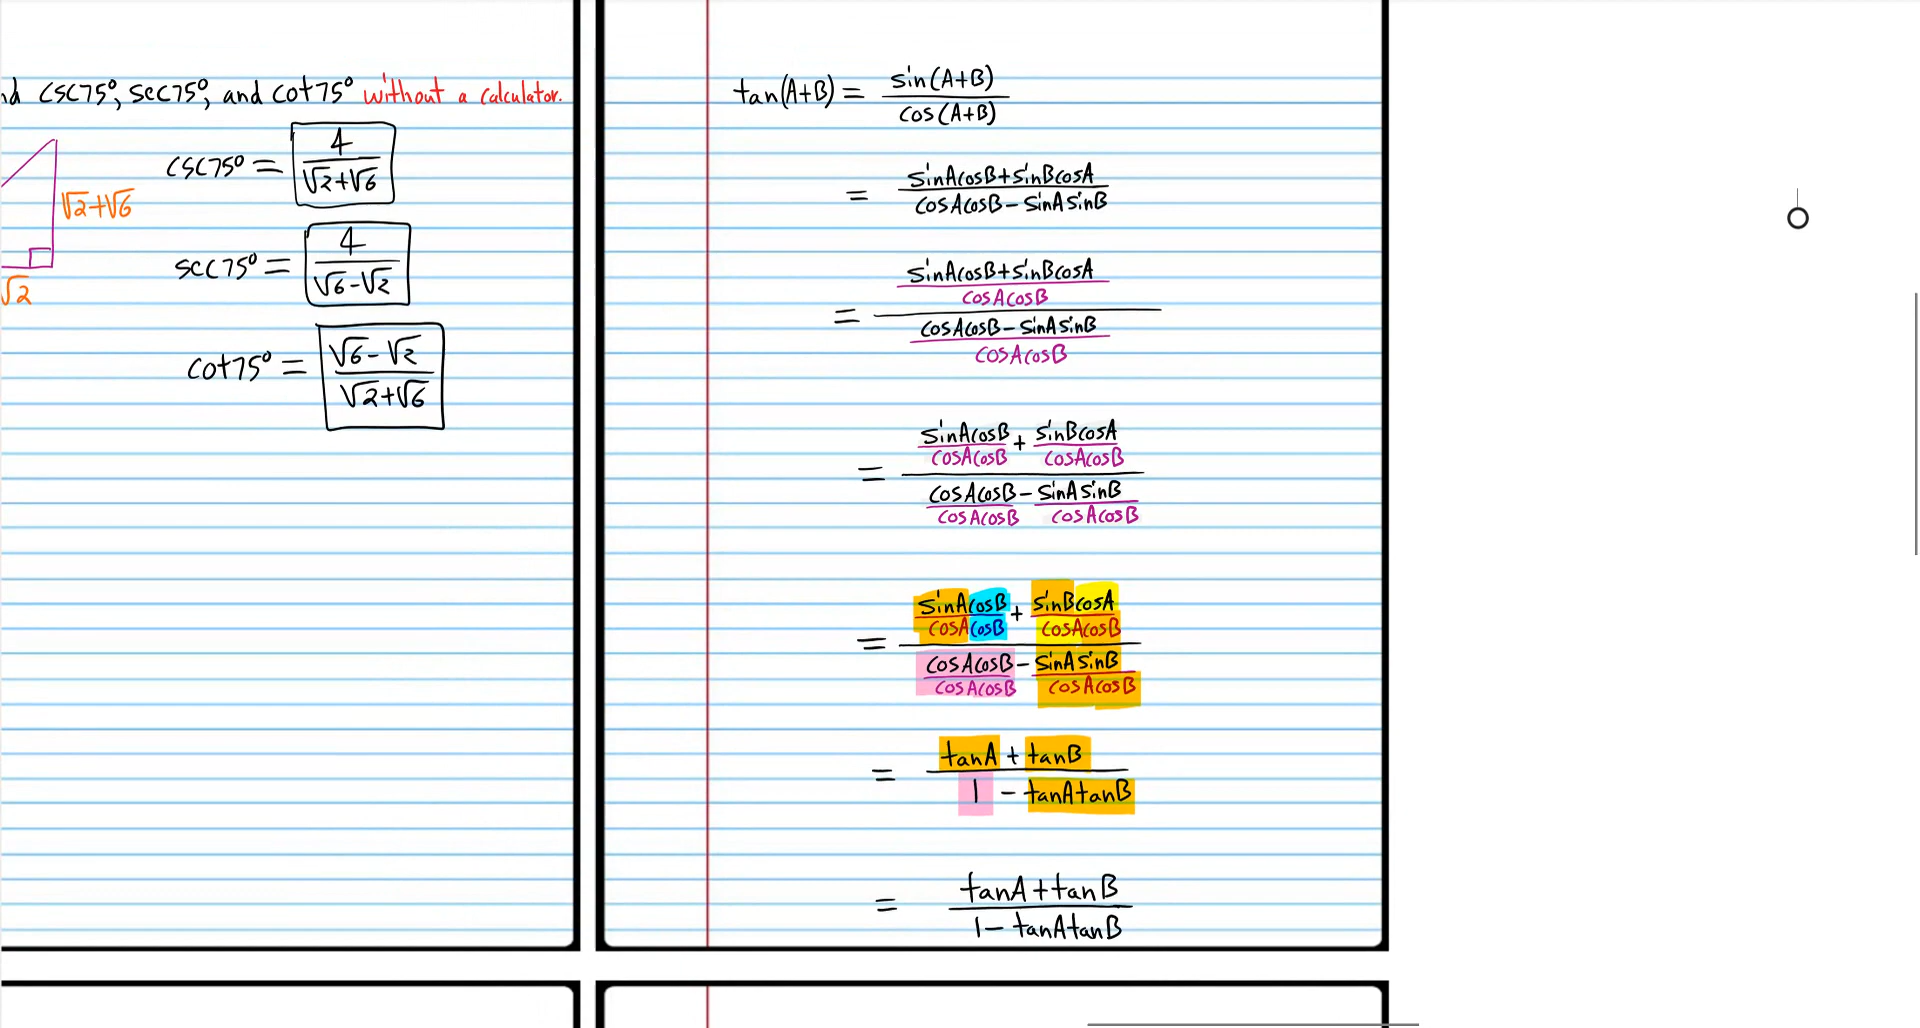 nd csc75°, sec75°, and cot75° without a calculator.
csc75° = 4/(√2+√6)
√2+√6
sec75° = 4/(√6-√2)
√2
cot75° = (√6-√2)/(√2+√6)
tan(A+B) = sin(A+B)
cos(A+B)
= sinAcosB+sinBcosA
cosAcosB-sinAsinB
= sinAcosB+sinBcosA
cosAcosB
cosAcosB-sinAsinB
cosAcosB
= sinAcosB + sinBcosA
cosAcosB cosAcosB
cosAcosB - sinAsinB
cosAcosB cosAcosB
= sinAcosB + sinBcosA
cosAcosB cosAcosB
cosAcosB - sinAsinB
cosAcosB cosAcosB
= tanA + tanB
1 - tanAtanB
= tanA+tanB
1-tanAtanB